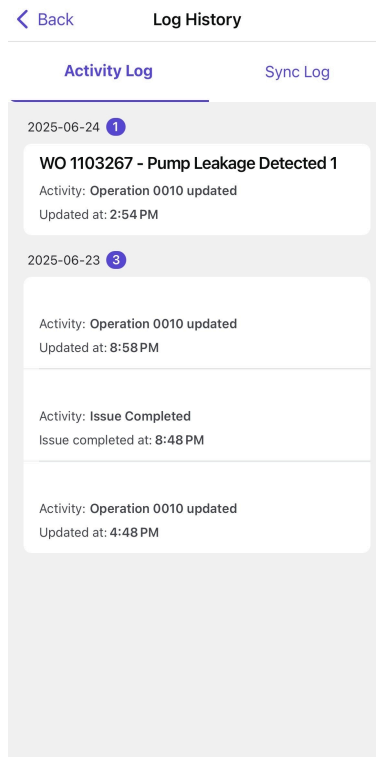 Back
Log History
Activity Log
Sync Log
2025-06-24 1
WO 1103267 - Pump Leakage Detected 1
Activity: Operation 0010 updated
Updated at: 2:54 PM
2025-06-23 3
Activity: Operation 0010 updated
Updated at: 8:58 PM
Activity: Issue Completed
Issue completed at: 8:48 PM
Activity: Operation 0010 updated
Updated at: 4:48 PM